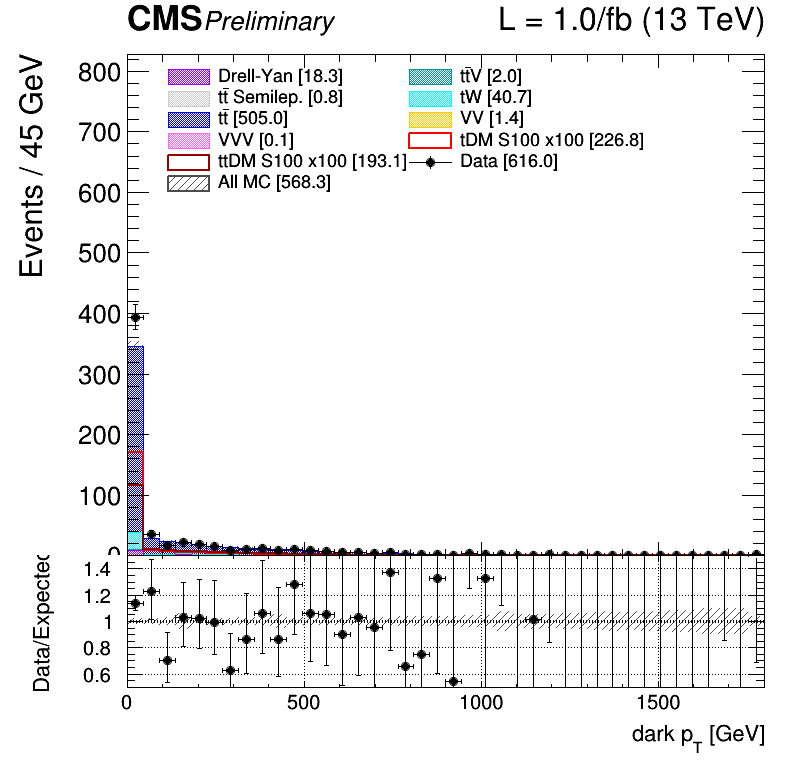 CMS Preliminary L = 1.0/fb (13 TeV)
Events / 45 GeV
800
700
600
500
400
300
200
100
0
Drell-Yan [18.3]
tt̄ Semilep. [0.8]
tt̄ [505.0]
VVV [0.1]
ttDM S100 x100 [193.1]
All MC [568.3]
tt̄V [2.0]
tW [40.7]
VV [1.4]
tDM S100 x100 [226.8]
Data [616.0]
Data/Expected
1.4
1.2
1
0.8
0.6
0 500 1000 1500
dark pT [GeV]